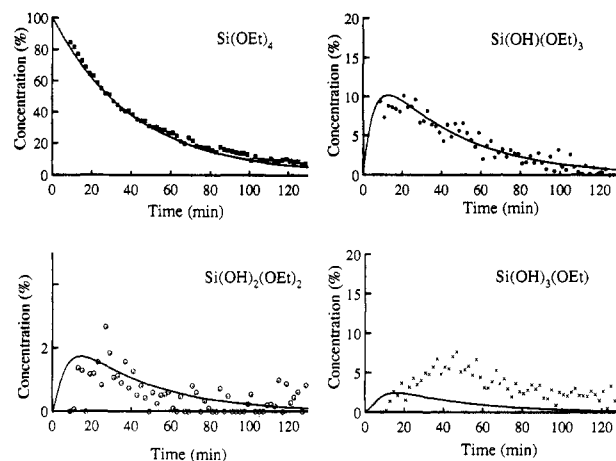 Si(OEt)₄
Concentration (%)
100
80
60
40
20
0
0 20 40 60 80 100 120
Time (min)
Si(OH)(OEt)₃
Concentration (%)
20
15
10
5
0
0 20 40 60 80 100 120
Time (min)
Si(OH)₂(OEt)₂
Concentration (%)
2
0
0 20 40 60 80 100 120
Time (min)
Si(OH)₃(OEt)
Concentration (%)
20
15
10
5
0
0 20 40 60 80 100 120
Time (min)